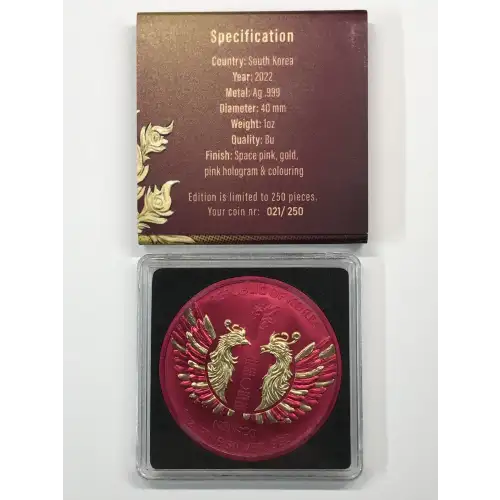 Specification
Country: South Korea
Year: 2022
Metal: Ag .999
Diameter: 40 mm
Weight: 1oz
Quality: Bu
Finish: Space pink, gold,
pink hologram & colouring
Edition is limited to 250 pieces.
Your coin nr: 021/250